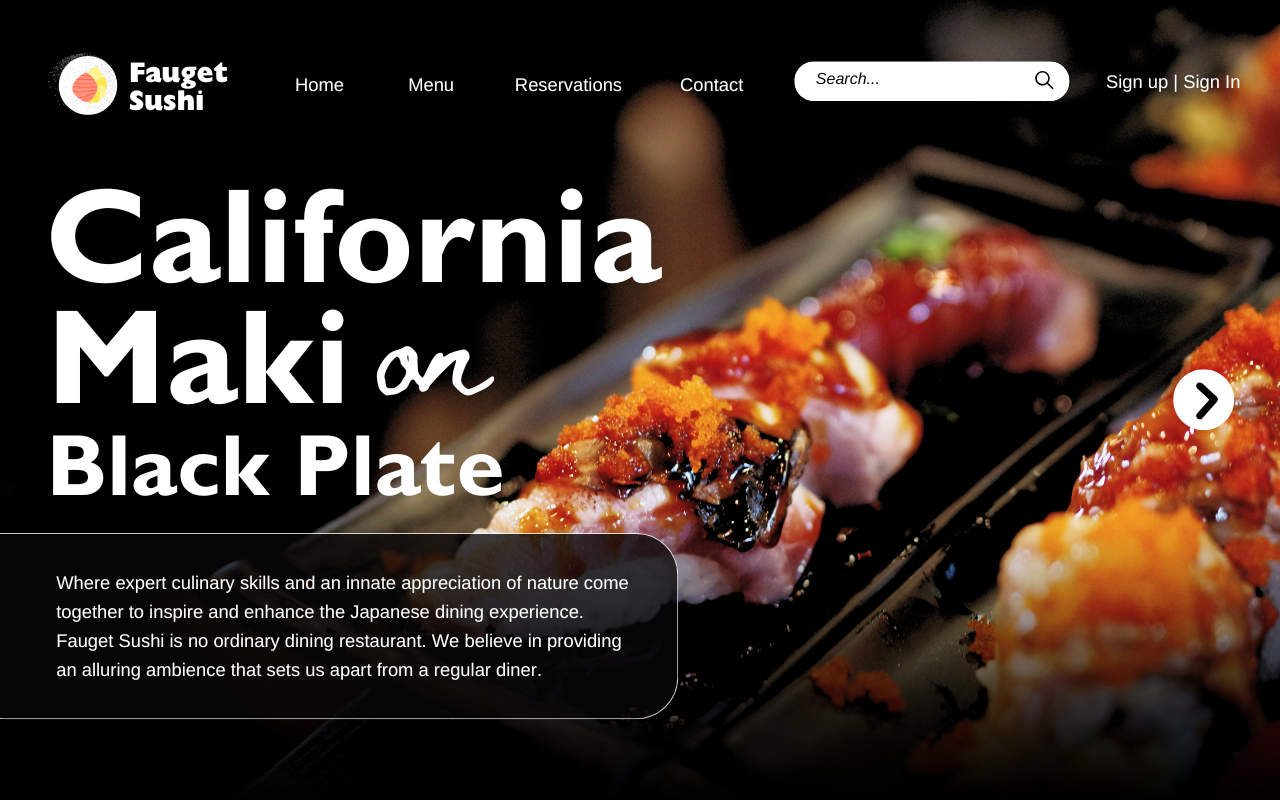 Fauget
Sushi
Home
Menu
Reservations
Contact
Search...
Sign up | Sign In
California
Maki on
Black Plate
Where expert culinary skills and an innate appreciation of nature come
together to inspire and enhance the Japanese dining experience.
Fauget Sushi is no ordinary dining restaurant. We believe in providing
an alluring ambience that sets us apart from a regular diner.